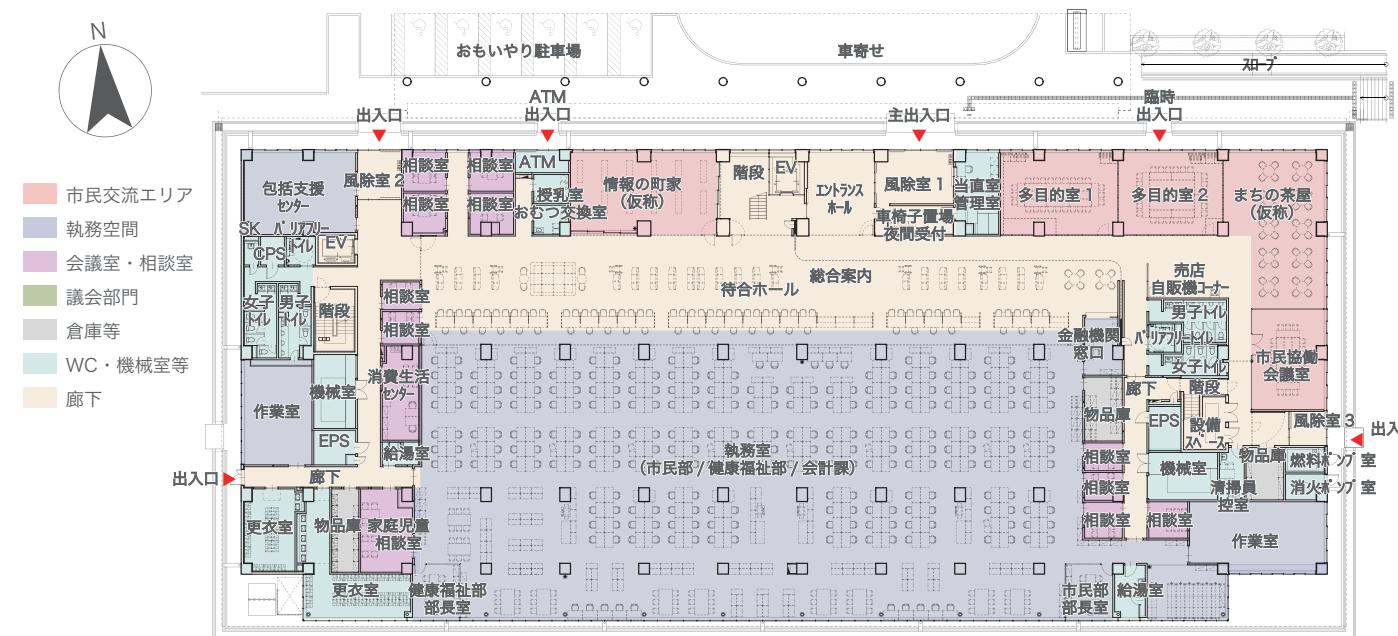 N
おもいやり駐車場
車寄せ
スロープ
ATM
出入口
出入口
主出入口
臨時
出入口
市民交流エリア
執務空間
会議室・相談室
議会部門
倉庫等
WC・機械室等
廊下
包括支援
センター
風除室2
相談室
相談室
相談室
相談室
ATM
授乳室
おむつ交換室
情報の町家
（仮称）
階段
EV
エントランス
ホール
風除室1
車椅子置場
夜間受付
当直室
管理室
多目的室1
多目的室2
まちの茶屋
（仮称）
SK
バリアフリー
トイレ
CPS
EV
女子
トイレ
男子
トイレ
階段
相談室
相談室
待合ホール
総合案内
売店
自販機コーナー
男子トイレ
バリアフリートイレ
女子トイレ
金融機関
窓口
市民協働
会議室
消費生活
センター
機械室
作業室
EPS
給湯室
廊下
階段
物品庫
EPS
設備
スペース
風除室3
出入
執務室
（市民部/健康福祉部/会計課）
相談室
相談室
相談室
相談室
機械室
物品庫
清掃員
控室
燃料ポンプ室
消火ポンプ室
作業室
出入口
廊下
更衣室
物品庫
家庭児童
相談室
更衣室
健康福祉部
部長室
市民部
部長室
給湯室